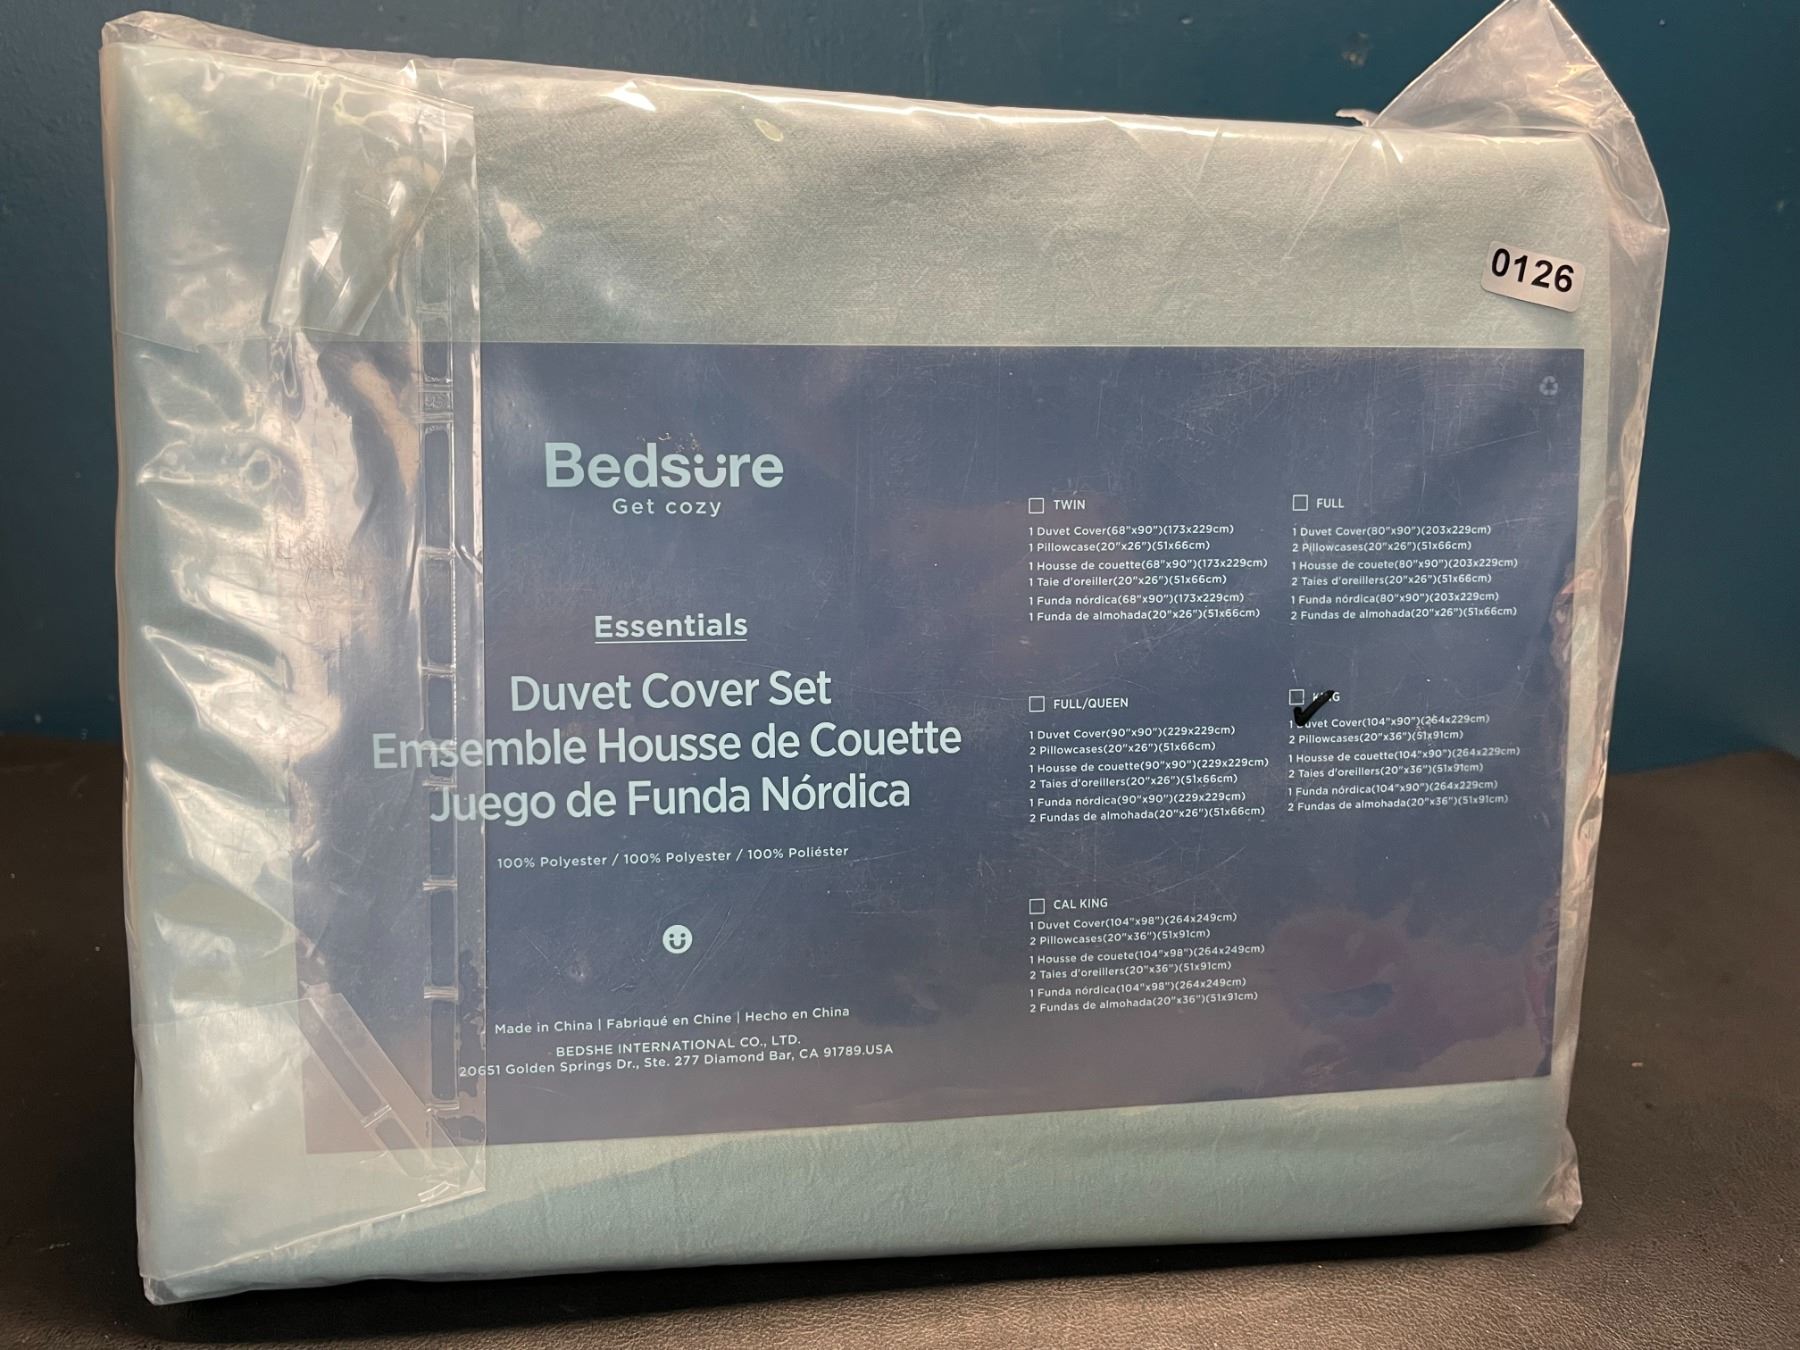 0126
Bedsure
Get cozy
Essentials
Duvet Cover Set
Emsemble Housse de Couette
Juego de Funda Nórdica
100% Polyester / 100% Polyester / 100% Poliéster
Made in China | Fabriqué en Chine | Hecho en China
BEDSHE INTERNATIONAL CO., LTD.
20651 Golden Springs Dr., Ste. 277 Diamond Bar, CA 91789.USA
TWIN
1 Duvet Cover(68"x90")(173x229cm)
1 Pillowcase(20"x26")(51x66cm)
1 Housse de couette(68"x90")(173x229cm)
1 Taie d'oreiller(20"x26")(51x66cm)
1 Funda nórdica(68"x90")(173x229cm)
1 Funda de almohada(20"x26")(51x66cm)
FULL
1 Duvet Cover(80"x90")(203x229cm)
2 Pillowcases(20"x26")(51x66cm)
1 Housse de couete(80"x90")(203x229cm)
2 Taies d'oreillers(20"x26")(51x66cm)
1 Funda nórdica(80"x90")(203x229cm)
2 Fundas de almohada(20"x26")(51x66cm)
FULL/QUEEN
1 Duvet Cover(90"x90")(229x229cm)
2 Pillowcases(20"x26")(51x66cm)
1 Housse de couette(90"x90")(229x229cm)
2 Taies d'oreillers(20"x26")(51x66cm)
1 Funda nórdica(90"x90")(229x229cm)
2 Fundas de almohada(20"x26")(51x66cm)
KING
1 Duvet Cover(104"x90")(264x229cm)
2 Pillowcases(20"x36")(51x91cm)
1 Housse de couette(104"x90")(264x229cm)
2 Taies d'oreillers(20"x36")(51x91cm)
1 Funda nórdica(104"x90")(264x229cm)
2 Fundas de almohada(20"x36")(51x91cm)
CAL KING
1 Duvet Cover(104"x98")(264x249cm)
2 Pillowcases(20"x36")(51x91cm)
1 Housse de couete(104"x98")(264x249cm)
2 Taies d'oreillers(20"x36")(51x91cm)
1 Funda nórdica(104"x98")(264x249cm)
2 Fundas de almohada(20"x36")(51x91cm)